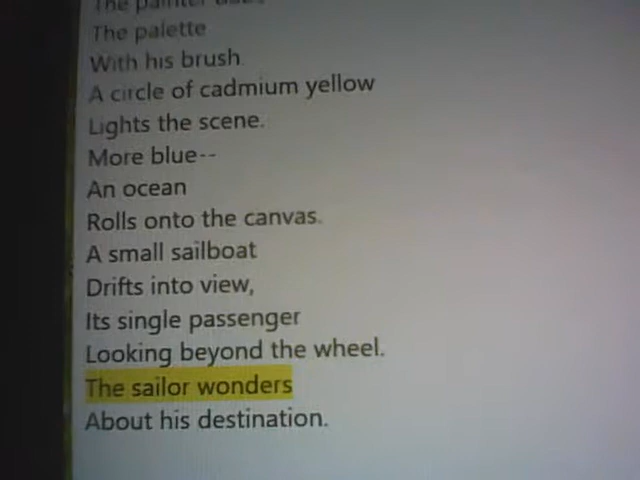 The painter
The palette
With his brush
A circle of cadmium yellow
Lights the scene.
More blue--
An ocean
Rolls onto the canvas.
A small sailboat
Drifts into view,
Its single passenger
Looking beyond the wheel.
The sailor wonders
About his destination.